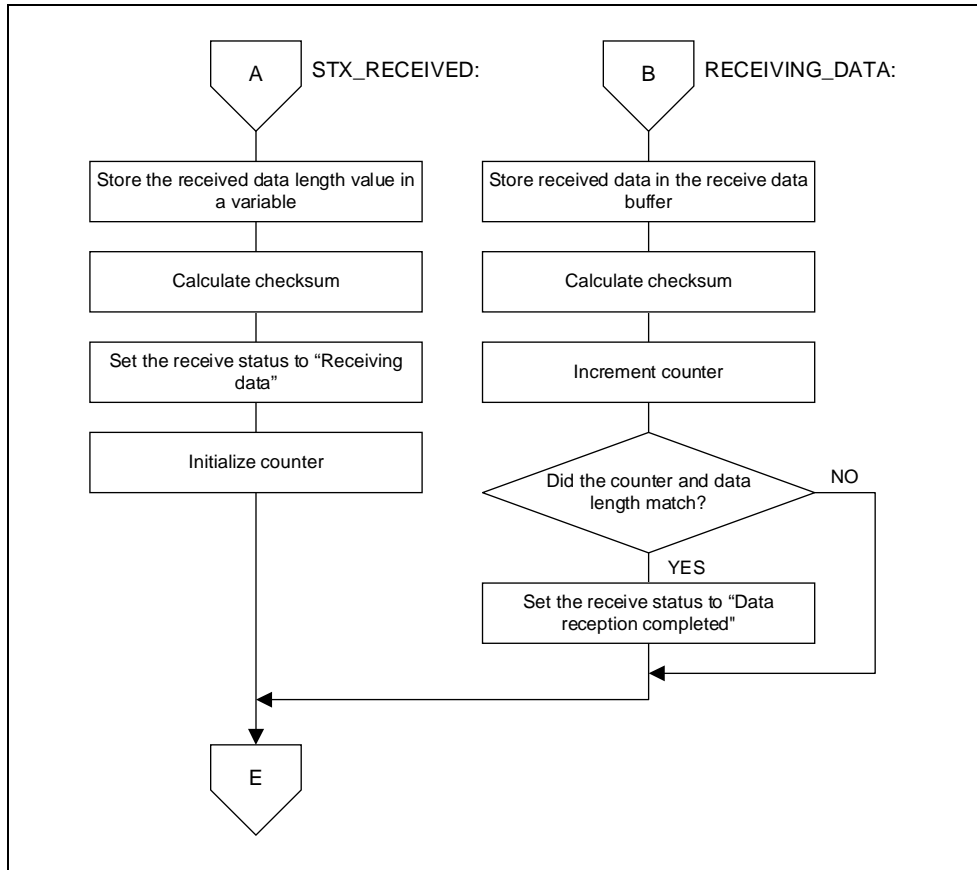 A
STX_RECEIVED:
Store the received data length value in
a variable
Calculate checksum
Set the receive status to “Receiving
data”
Initialize counter
B
RECEIVING_DATA:
Store received data in the receive data
buffer
Calculate checksum
Increment counter
Did the counter and data
length match?
NO
YES
Set the receive status to “Data
reception completed"
E